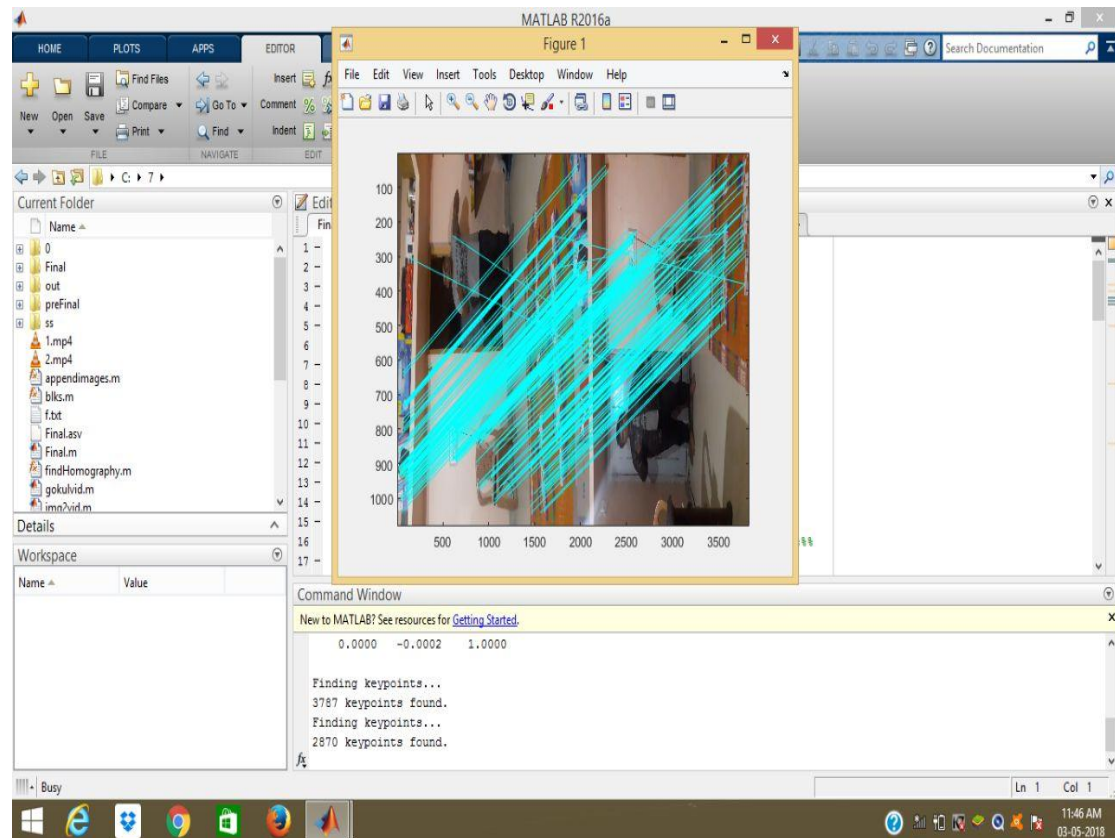 MATLAB R2016a
HOME PLOTS APPS EDITOR
Search Documentation
Figure 1
File Edit View Insert Tools Desktop Window Help
New Open Save
Find Files
Compare
Print
Go To
Find
Insert
Comment
Indent
FILE NAVIGATE EDIT
C: 7
Current Folder
Name
0
Final
out
preFinal
ss
1.mp4
2.mp4
appendimages.m
blks.m
f.txt
Final.asv
Final.m
findHomography.m
gokulvid.m
img2vid.m
Details
Workspace
Name Value
Edit
Fin
1
2
3
4
5
6
7
8
9
10
11
12
13
14
15
16 %%
17
100
200
300
400
500
600
700
800
900
1000
500 1000 1500 2000 2500 3000 3500
Command Window
New to MATLAB? See resources for Getting Started.
0.0000 -0.0002 1.0000
Finding keypoints...
3787 keypoints found.
Finding keypoints...
2870 keypoints found.
fx
Busy
Ln 1 Col 1
11:46 AM
03-05-2018